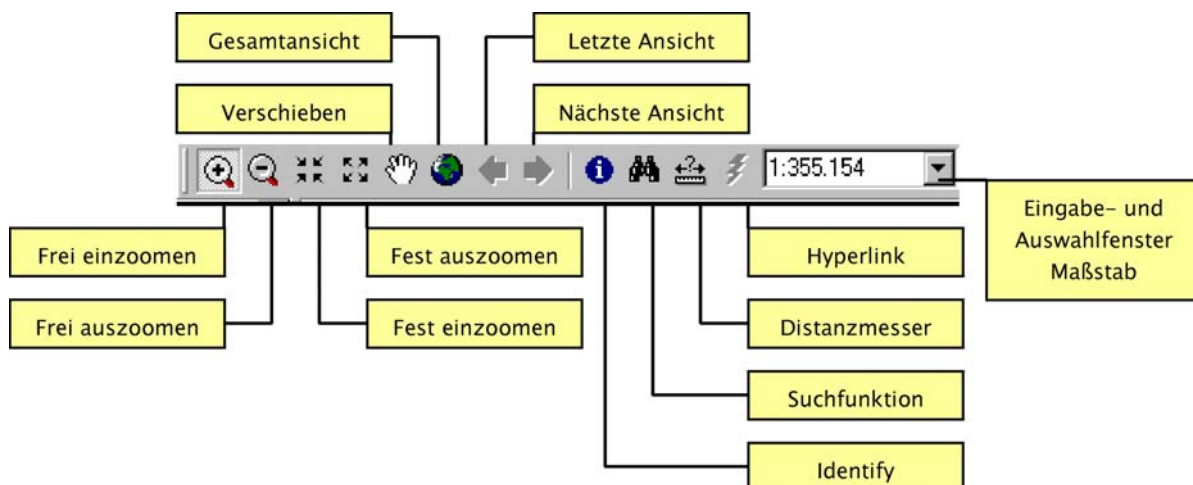 Gesamtansicht
Letzte Ansicht
Verschieben
Nächste Ansicht
1:355.154
Eingabe- und
Auswahlfenster
Maßstab
Frei einzoomen
Fest auszoomen
Hyperlink
Frei auszoomen
Fest einzoomen
Distanzmesser
Suchfunktion
Identify